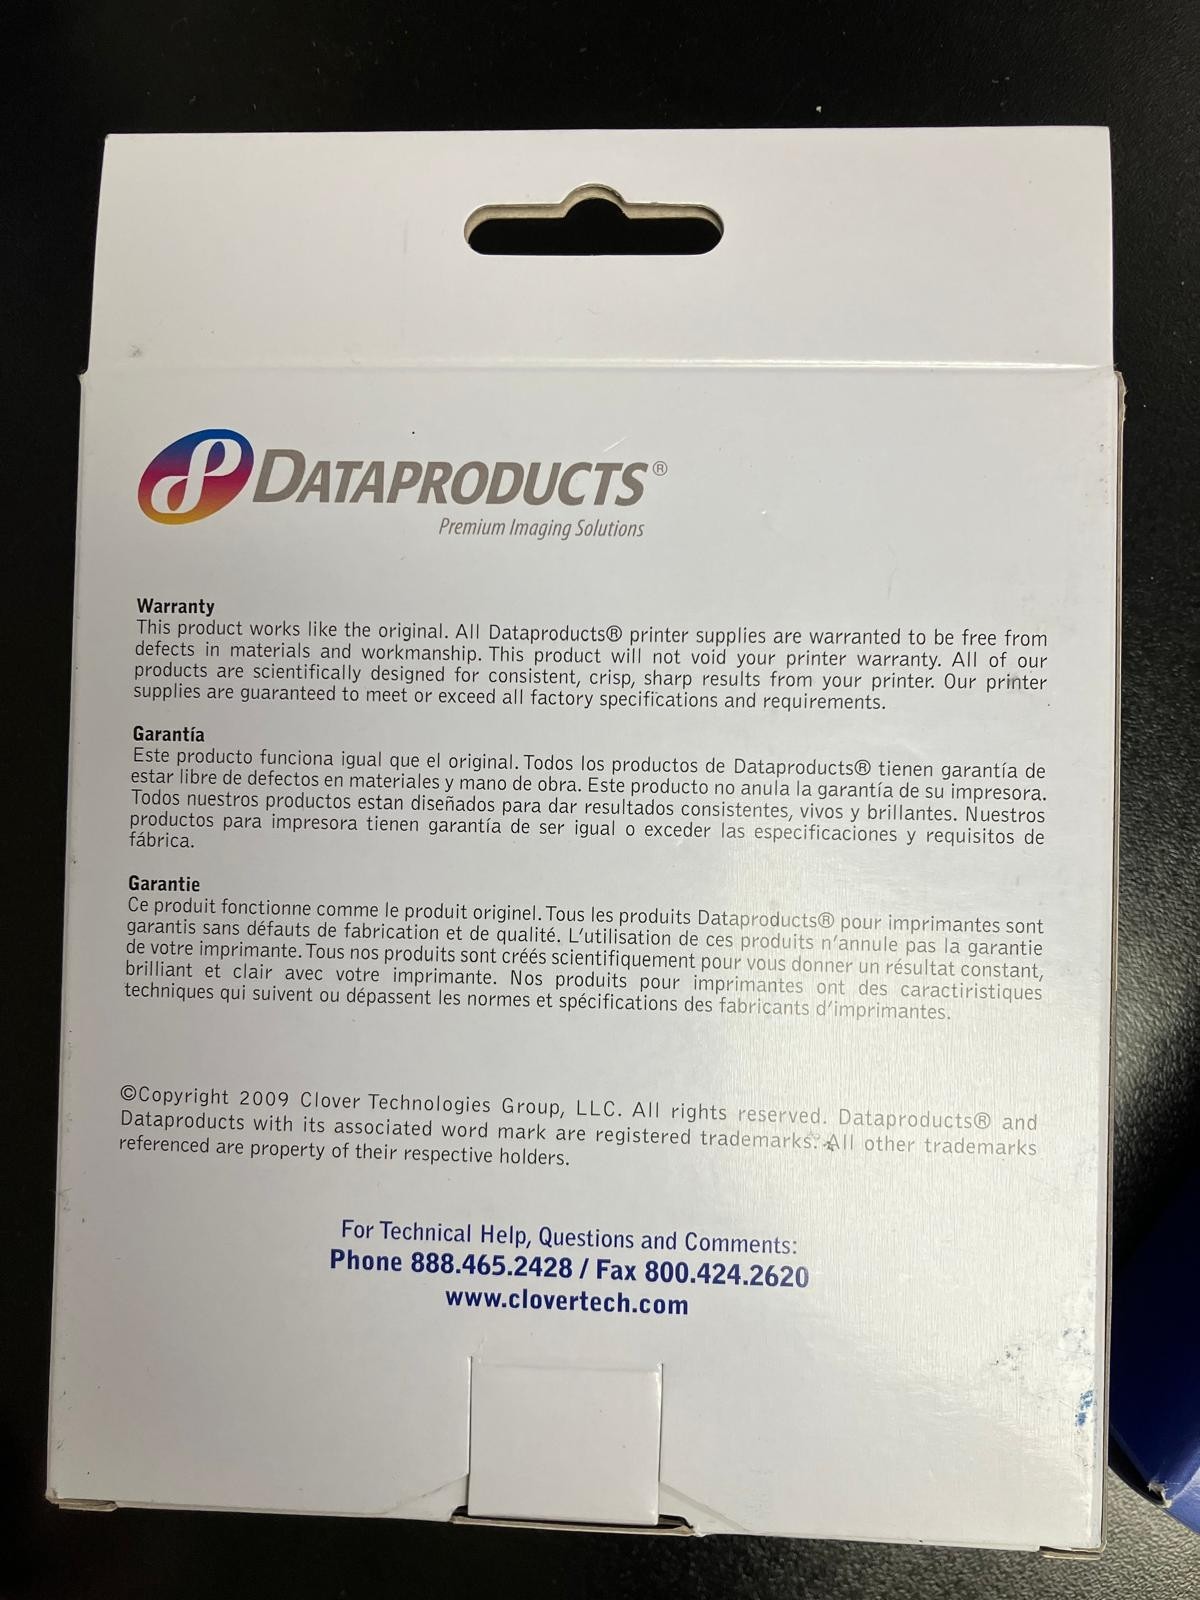 DATAPRODUCTS®
Premium Imaging Solutions
Warranty
This product works like the original. All Dataproducts® printer supplies are warranted to be free from
defects in materials and workmanship. This product will not void your printer warranty. All of our
products are scientifically designed for consistent, crisp, sharp results from your printer. Our printer
supplies are guaranteed to meet or exceed all factory specifications and requirements.
Garantía
Este producto funciona igual que el original. Todos los productos de Dataproducts® tienen garantía de
estar libre de defectos en materiales y mano de obra. Este producto no anula la garantía de su impresora.
Todos nuestros productos estan diseñados para dar resultados consistentes, vivos y brillantes. Nuestros
productos para impresora tienen garantía de ser igual o exceder las especificaciones y requisitos de
fábrica.
Garantie
Ce produit fonctionne comme le produit originel. Tous les produits Dataproducts® pour imprimantes sont
garantis sans défauts de fabrication et de qualité. L'utilisation de ces produits n'annule pas la garantie
de votre imprimante. Tous nos produits sont créés scientifiquement pour vous donner un résultat constant,
brilliant et clair avec votre imprimante. Nos produits pour imprimantes ont des caractiristiques
techniques qui suivent ou dépassent les normes et spécifications des fabricants d'imprimantes.
©Copyright 2009 Clover Technologies Group, LLC. All rights reserved. Dataproducts® and
Dataproducts with its associated word mark are registered trademarks. All other trademarks
referenced are property of their respective holders.
For Technical Help, Questions and Comments:
Phone 888.465.2428 / Fax 800.424.2620
www.clovertech.com